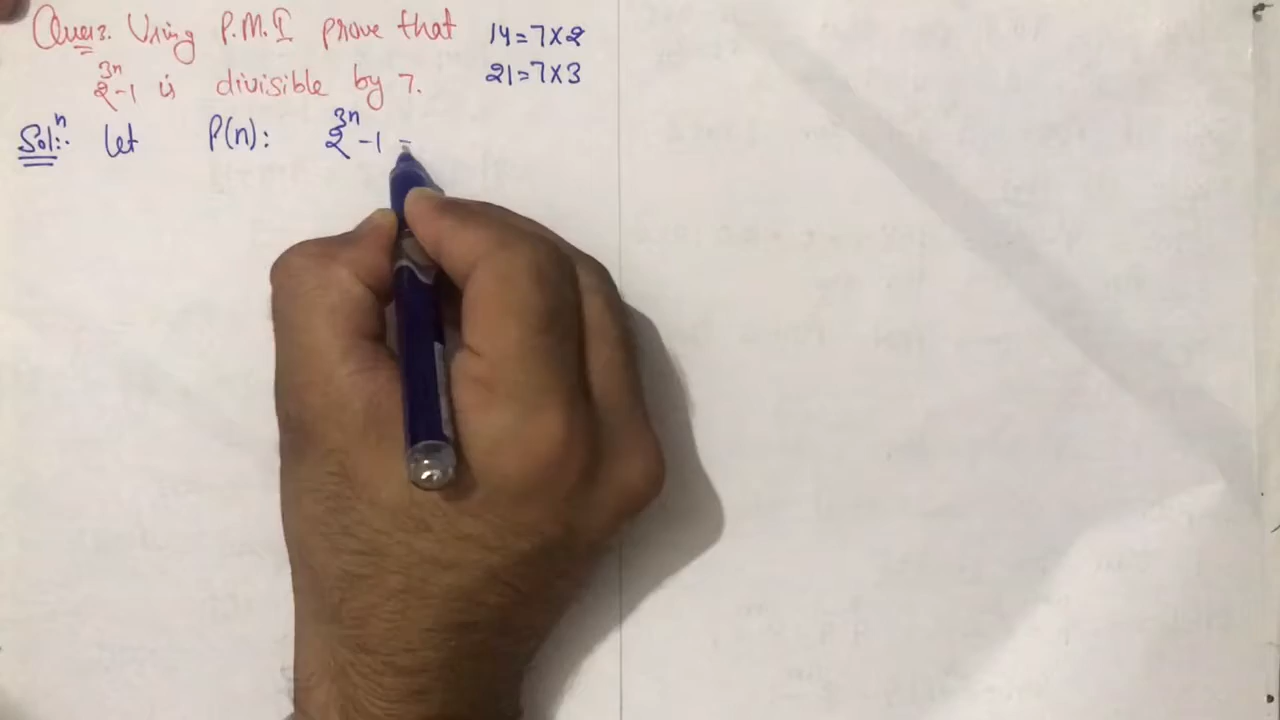 Ques. Using P.M.I prove that
2^3n - 1 is divisible by 7.
14 = 7 × 2
21 = 7 × 3
Sol^n:- Let P(n): 2^3n - 1 =